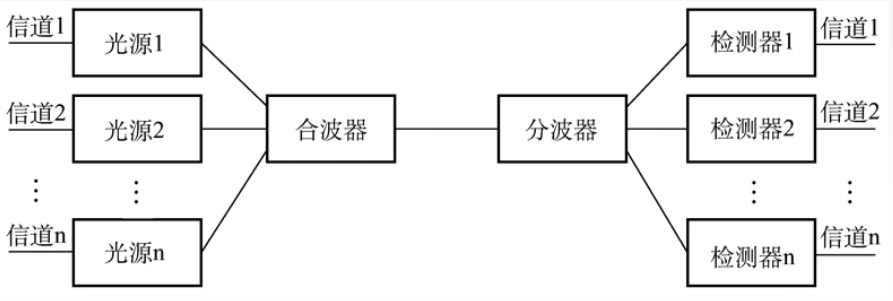 信道1
光源1
检测器1
信道1
信道2
光源2
合波器
分波器
检测器2
信道2
⋮
⋮
⋮
⋮
信道n
光源n
检测器n
信道n